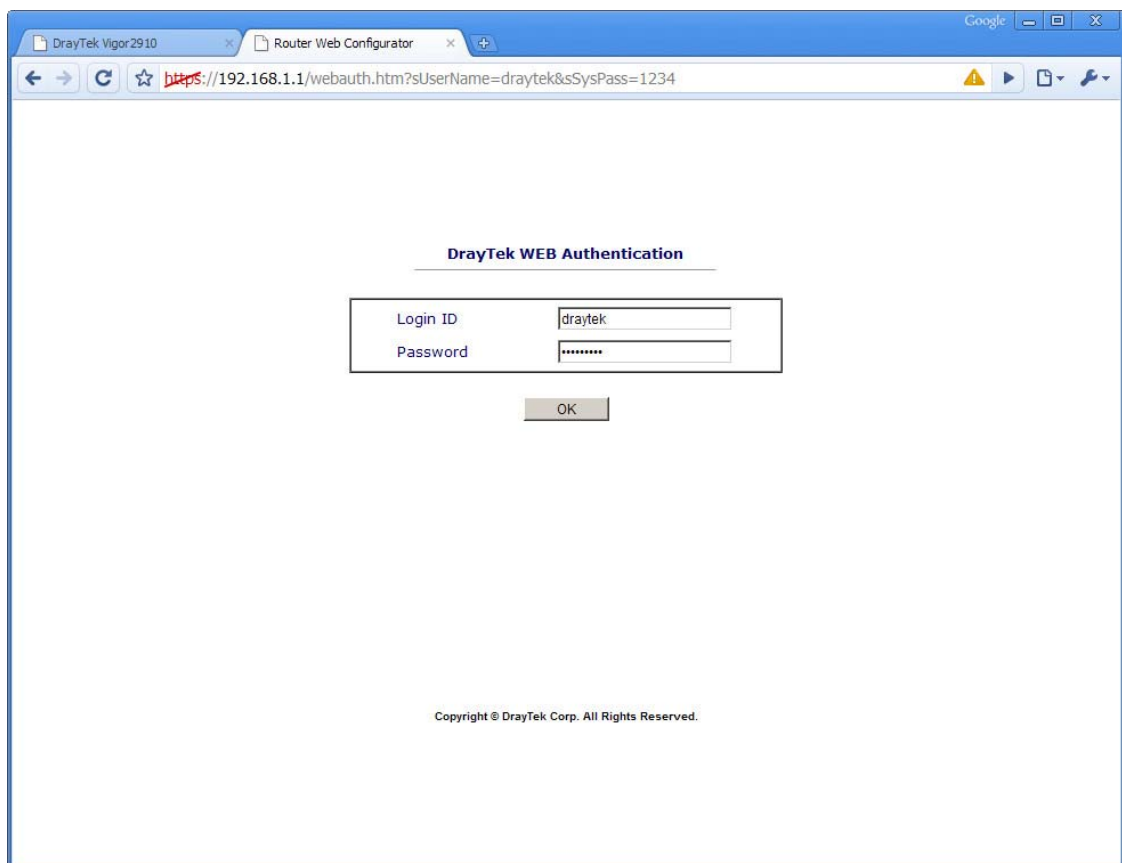 Google
DrayTek Vigor2910
Router Web Configurator
https://192.168.1.1/webauth.htm?sUserName=draytek&sSysPass=1234
DrayTek WEB Authentication
Login ID draytek
Password •••••••••
OK
Copyright © DrayTek Corp. All Rights Reserved.